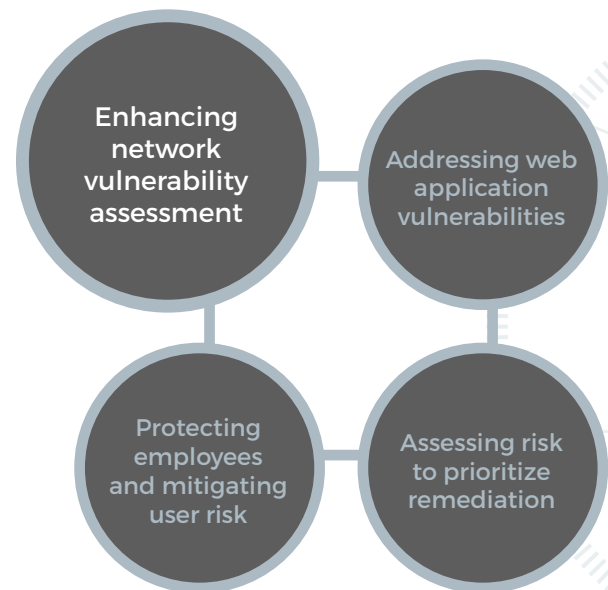 Enhancing
network
vulnerability
assessment
Addressing web
application
vulnerabilities
Protecting
employees
and mitigating
user risk
Assessing risk
to prioritize
remediation